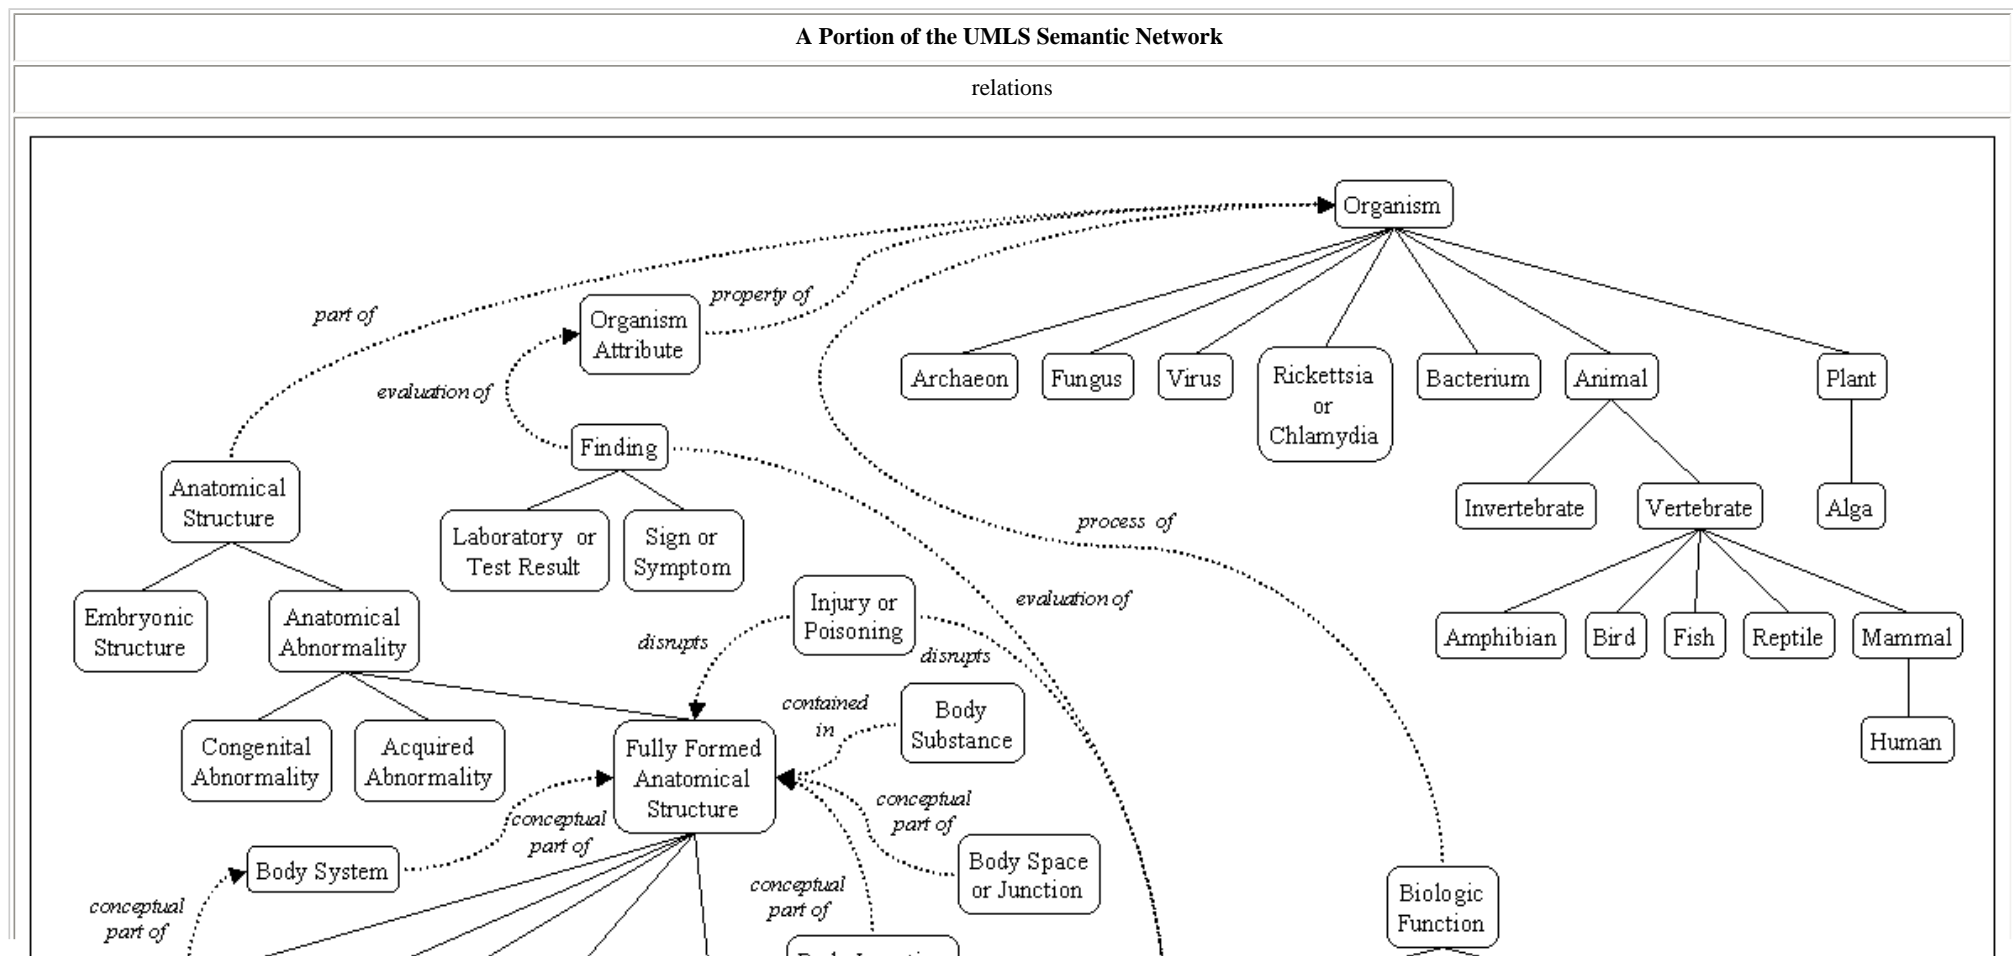 A Portion of the UMLS Semantic Network
relations
Organism
part of
property of
Organism
Attribute
evaluation of
Archaeon
Fungus
Virus
Rickettsia
or
Chlamydia
Bacterium
Animal
Plant
Finding
Anatomical
Structure
Laboratory or
Test Result
Sign or
Symptom
process of
Invertebrate
Vertebrate
Alga
Embryonic
Structure
Anatomical
Abnormality
disrupts
Injury or
Poisoning
disrupts
evaluation of
Amphibian
Bird
Fish
Reptile
Mammal
Congenital
Abnormality
Acquired
Abnormality
Fully Formed
Anatomical
Structure
contained
in
Body
Substance
Human
conceptual
part of
conceptual
part of
Body System
Body Space
or Junction
conceptual
part of
conceptual
part of
Biologic
Function